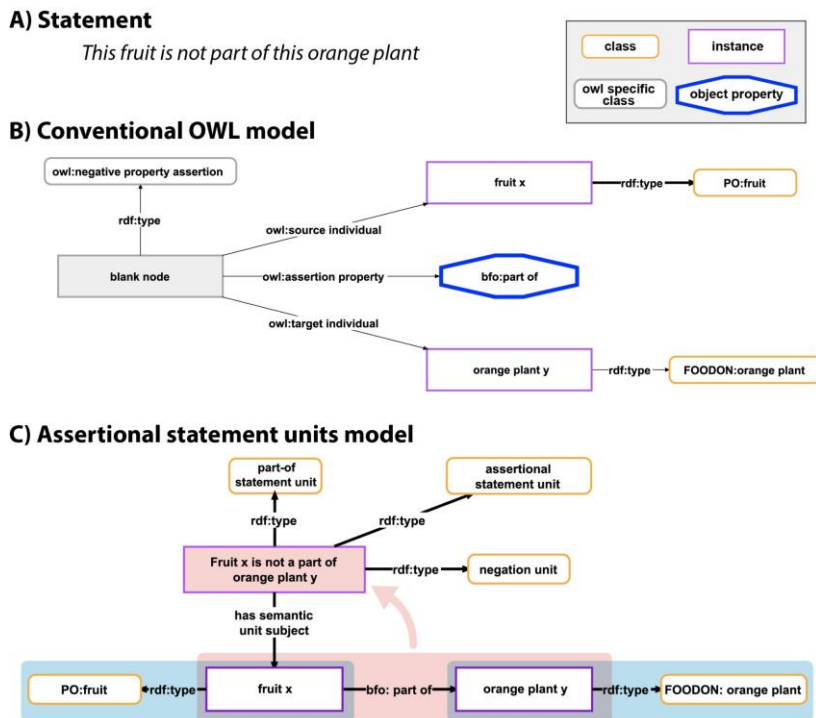 A) Statement
This fruit is not part of this orange plant
class
instance
owl specific
class
object property
B) Conventional OWL model
owl:negative property assertion
rdf:type
fruit x
rdf:type
PO:fruit
owl:source individual
blank node
owl:assertion property
bfo:part of
owl:target individual
orange plant y
rdf:type
FOODON:orange plant
C) Assertional statement units model
part-of
statement unit
assertional
statement unit
rdf:type
rdf:type
Fruit x is not a part of
orange plant y
rdf:type
negation unit
has semantic
unit subject
PO:fruit
rdf:type
fruit x
bfo: part of
orange plant y
rdf:type
FOODON: orange plant